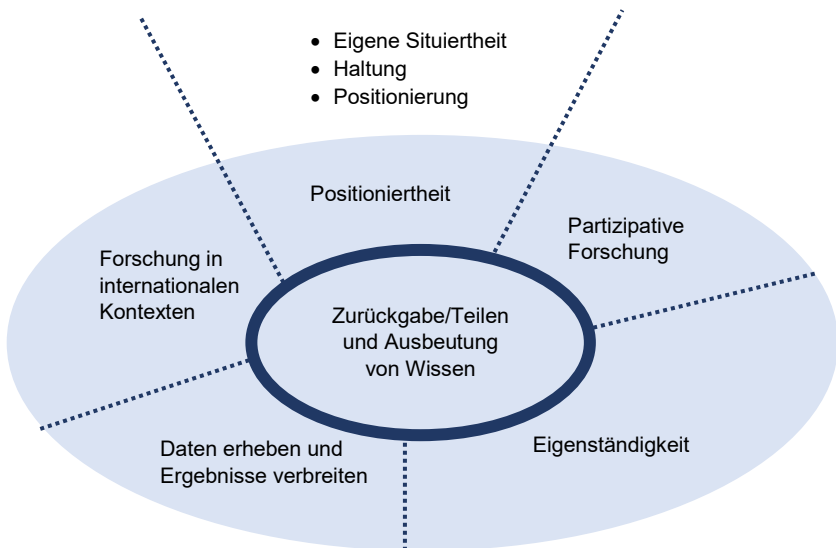 • Eigene Situiertheit
• Haltung
• Positionierung
Positioniertheit
Partizipative
Forschung
Forschung in
internationalen
Kontexten
Zurückgabe/Teilen
und Ausbeutung
von Wissen
Daten erheben und
Ergebnisse verbreiten
Eigenständigkeit